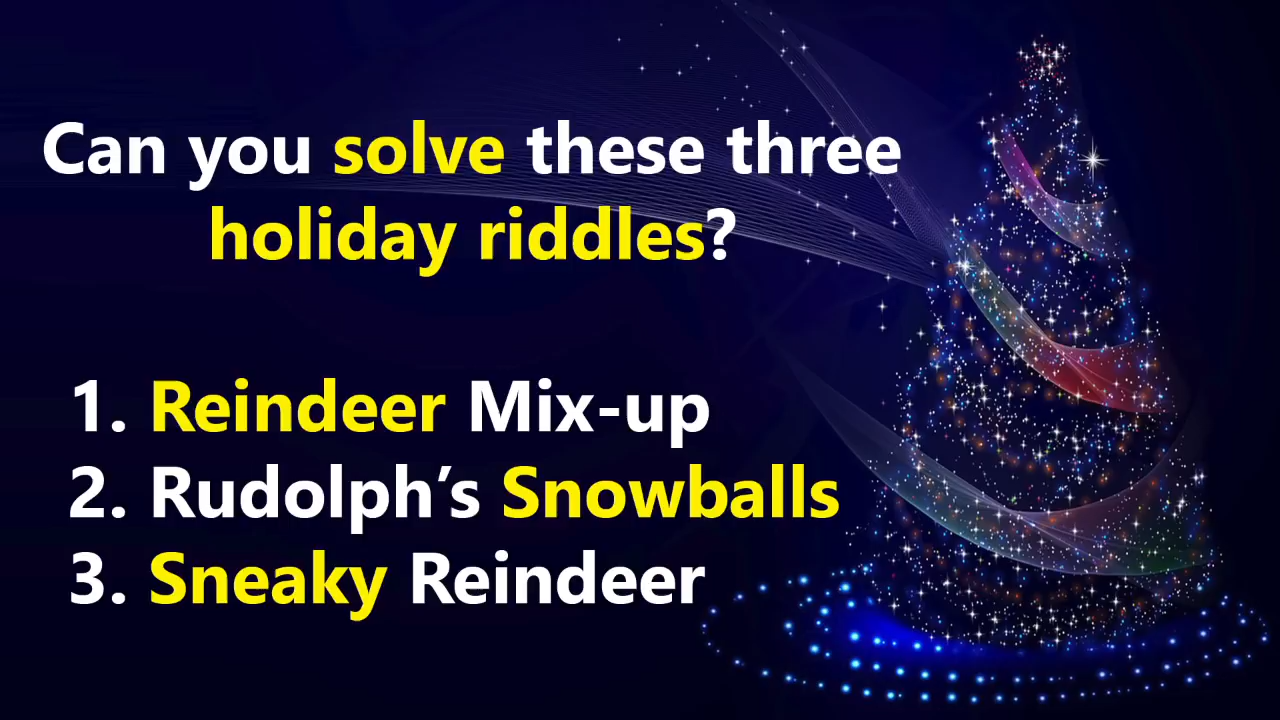 Can you solve these three
holiday riddles?
1. Reindeer Mix-up
2. Rudolph’s Snowballs
3. Sneaky Reindeer